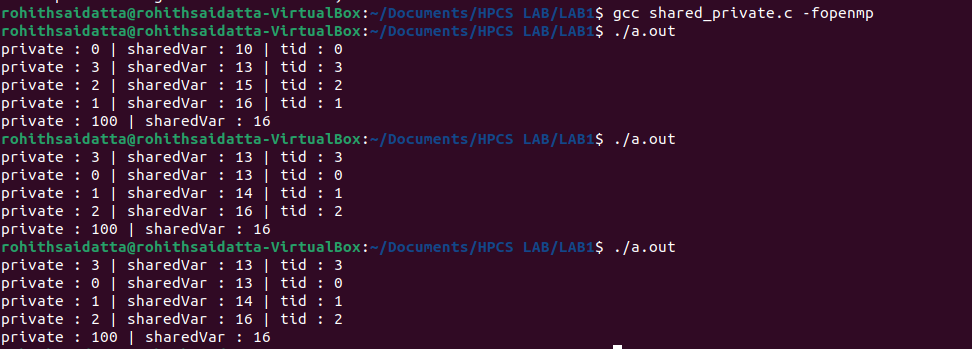 rohithsaidatta@rohithsaidatta-VirtualBox:~/Documents/HPCS LAB/LAB1$ gcc shared_private.c -fopenmp
rohithsaidatta@rohithsaidatta-VirtualBox:~/Documents/HPCS LAB/LAB1$ ./a.out
private : 0 | sharedVar : 10 | tid : 0
private : 3 | sharedVar : 13 | tid : 3
private : 2 | sharedVar : 15 | tid : 2
private : 1 | sharedVar : 16 | tid : 1
private : 100 | sharedVar : 16
rohithsaidatta@rohithsaidatta-VirtualBox:~/Documents/HPCS LAB/LAB1$ ./a.out
private : 3 | sharedVar : 13 | tid : 3
private : 0 | sharedVar : 13 | tid : 0
private : 1 | sharedVar : 14 | tid : 1
private : 2 | sharedVar : 16 | tid : 2
private : 100 | sharedVar : 16
rohithsaidatta@rohithsaidatta-VirtualBox:~/Documents/HPCS LAB/LAB1$ ./a.out
private : 3 | sharedVar : 13 | tid : 3
private : 0 | sharedVar : 13 | tid : 0
private : 1 | sharedVar : 14 | tid : 1
private : 2 | sharedVar : 16 | tid : 2
private : 100 | sharedVar : 16